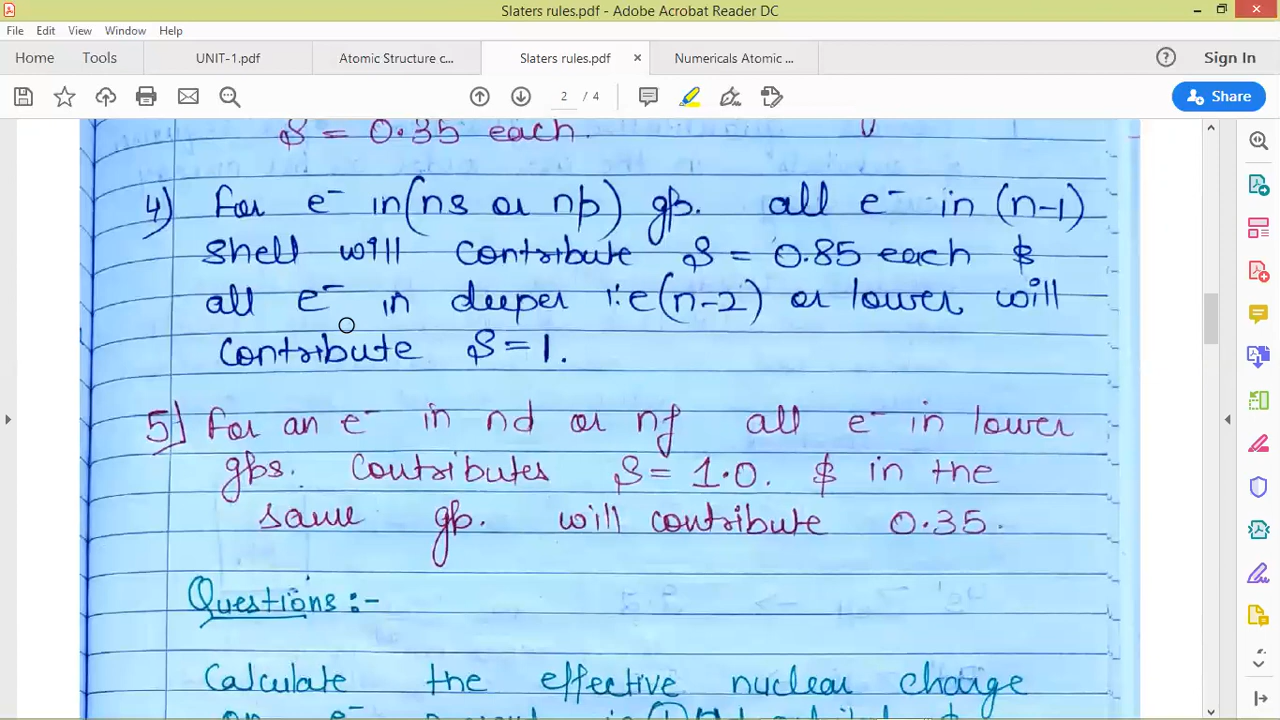 Slaters rules.pdf - Adobe Acrobat Reader DC
File Edit View Window Help
Home Tools UNIT-1.pdf Atomic Structure c... Slaters rules.pdf × Numericals Atomic ... Sign In
2 / 4 Share
S = 0.35 each.
4) For e⁻ in (ns or np) gp. all e⁻ in (n-1)
shell will contribute S = 0.85 each &
all e⁻ in deeper i.e (n-2) or lower will
contribute S = 1.
5) For an e⁻ in nd or nf all e⁻ in lower
gps. contributes S = 1.0. & in the
same gp. will contribute 0.35.
Questions :-
Calculate the effective nuclear charge